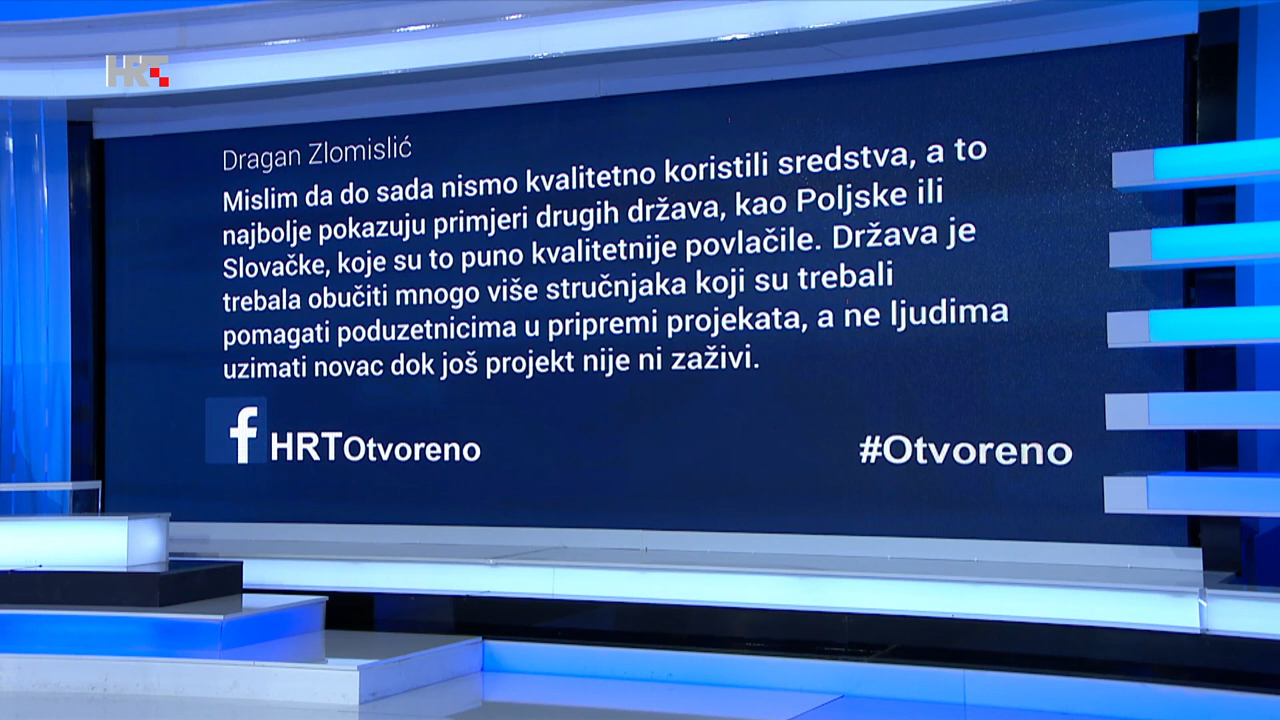 HRT
Dragan Zlomislić
Mislim da do sada nismo kvalitetno koristili sredstva, a to
najbolje pokazuju primjeri drugih država, kao Poljske ili
Slovačke, koje su to puno kvalitetnije povlačile. Država je
trebala obučiti mnogo više stručnjaka koji su trebali
pomagati poduzetnicima u pripremi projekata, a ne ljudima
uzimati novac dok još projekt nije ni zaživi.
f HRTOtvoreno
#Otvoreno